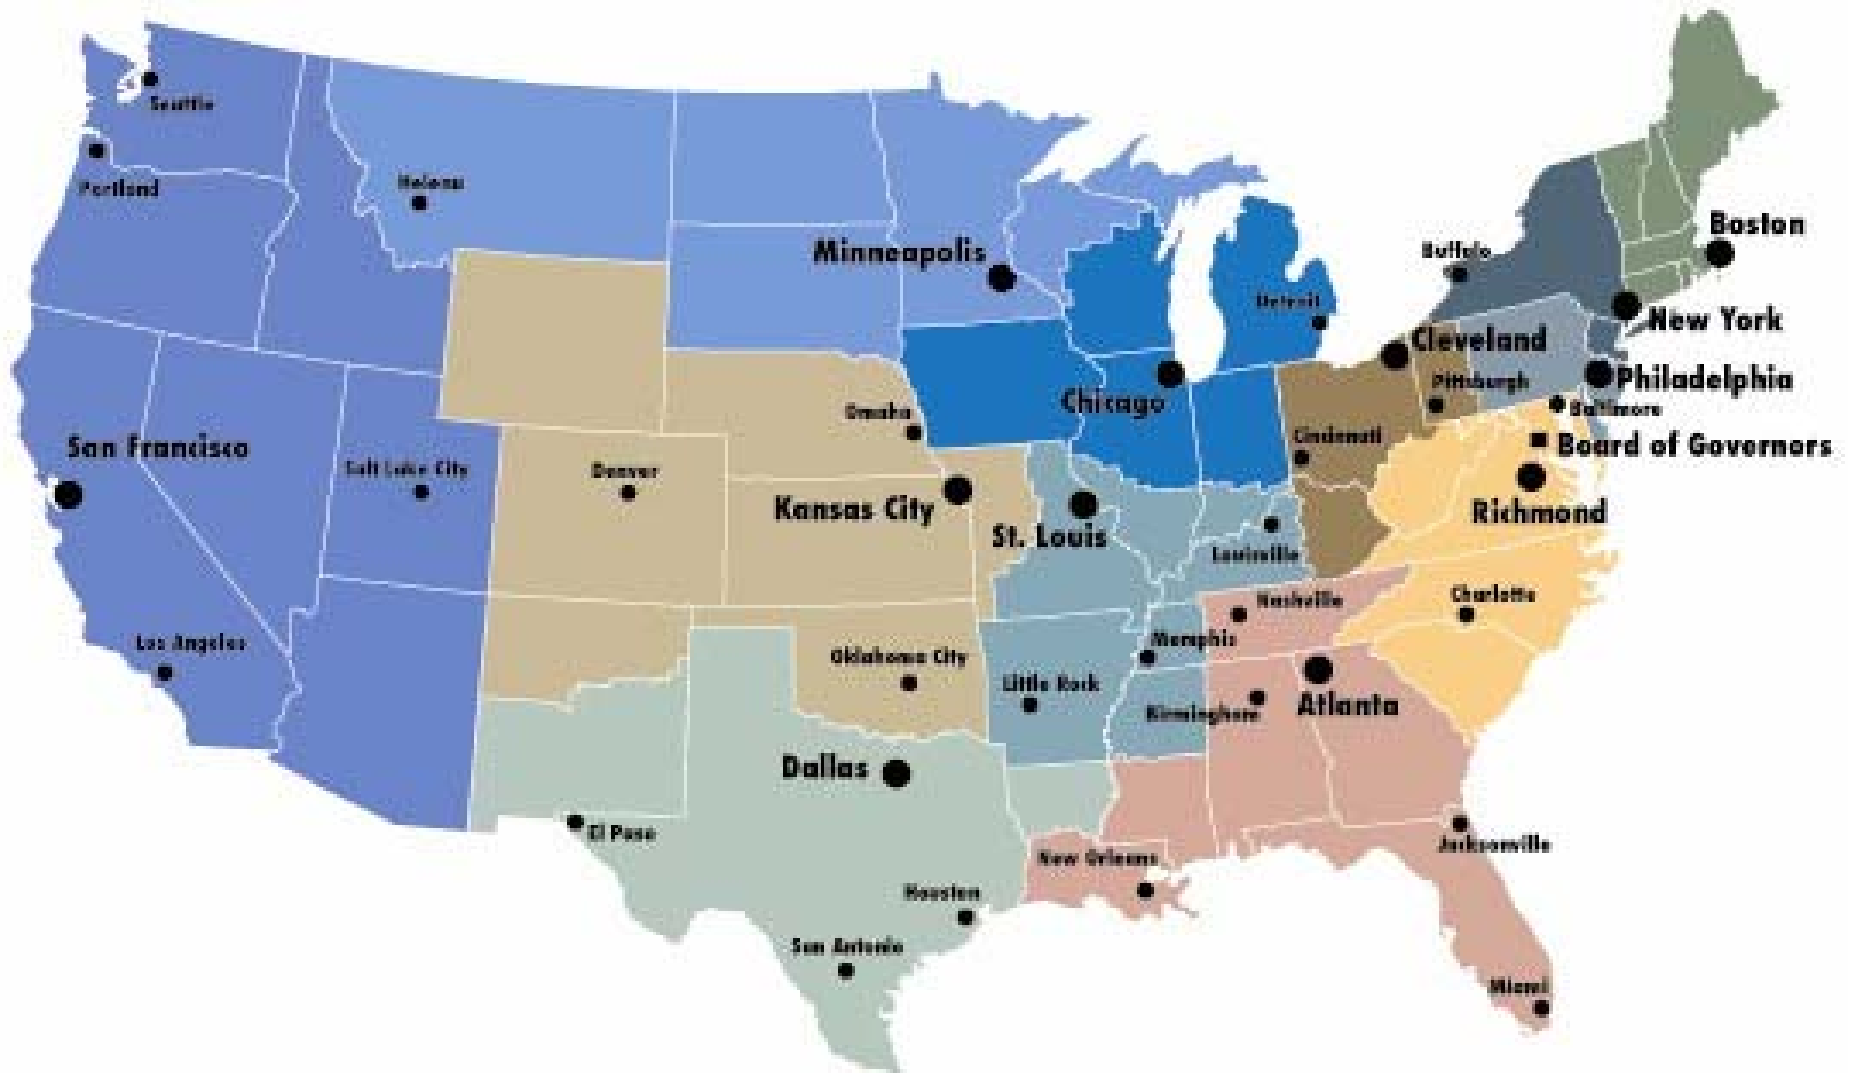 Seattle
Portland
Helena
Minneapolis
Boston
Buffalo
Detroit
New York
Cleveland
Philadelphia
Pittsburgh
Chicago
Baltimore
Omaha
Cincinnati
Board of Governors
San Francisco
Salt Lake City
Denver
Kansas City
St. Louis
Richmond
Louisville
Charlotte
Nashville
Memphis
Los Angeles
Oklahoma City
Little Rock
Birmingham
Atlanta
Dallas
El Paso
Jacksonville
New Orleans
Houston
San Antonio
Miami